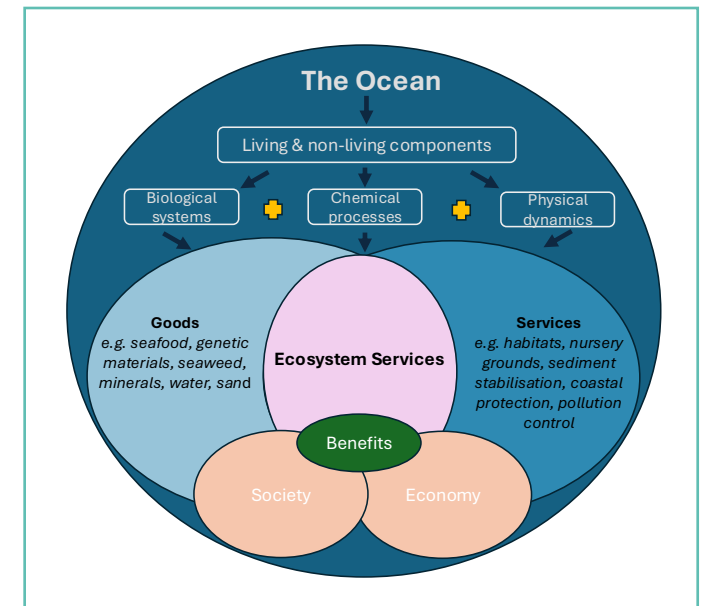 The Ocean
Living & non-living components
Biological
systems
Chemical
processes
Physical
dynamics
Goods
e.g. seafood, genetic
materials, seaweed,
minerals, water, sand
Ecosystem Services
Services
e.g. habitats, nursery
grounds, sediment
stabilisation, coastal
protection, pollution
control
Benefits
Society
Economy